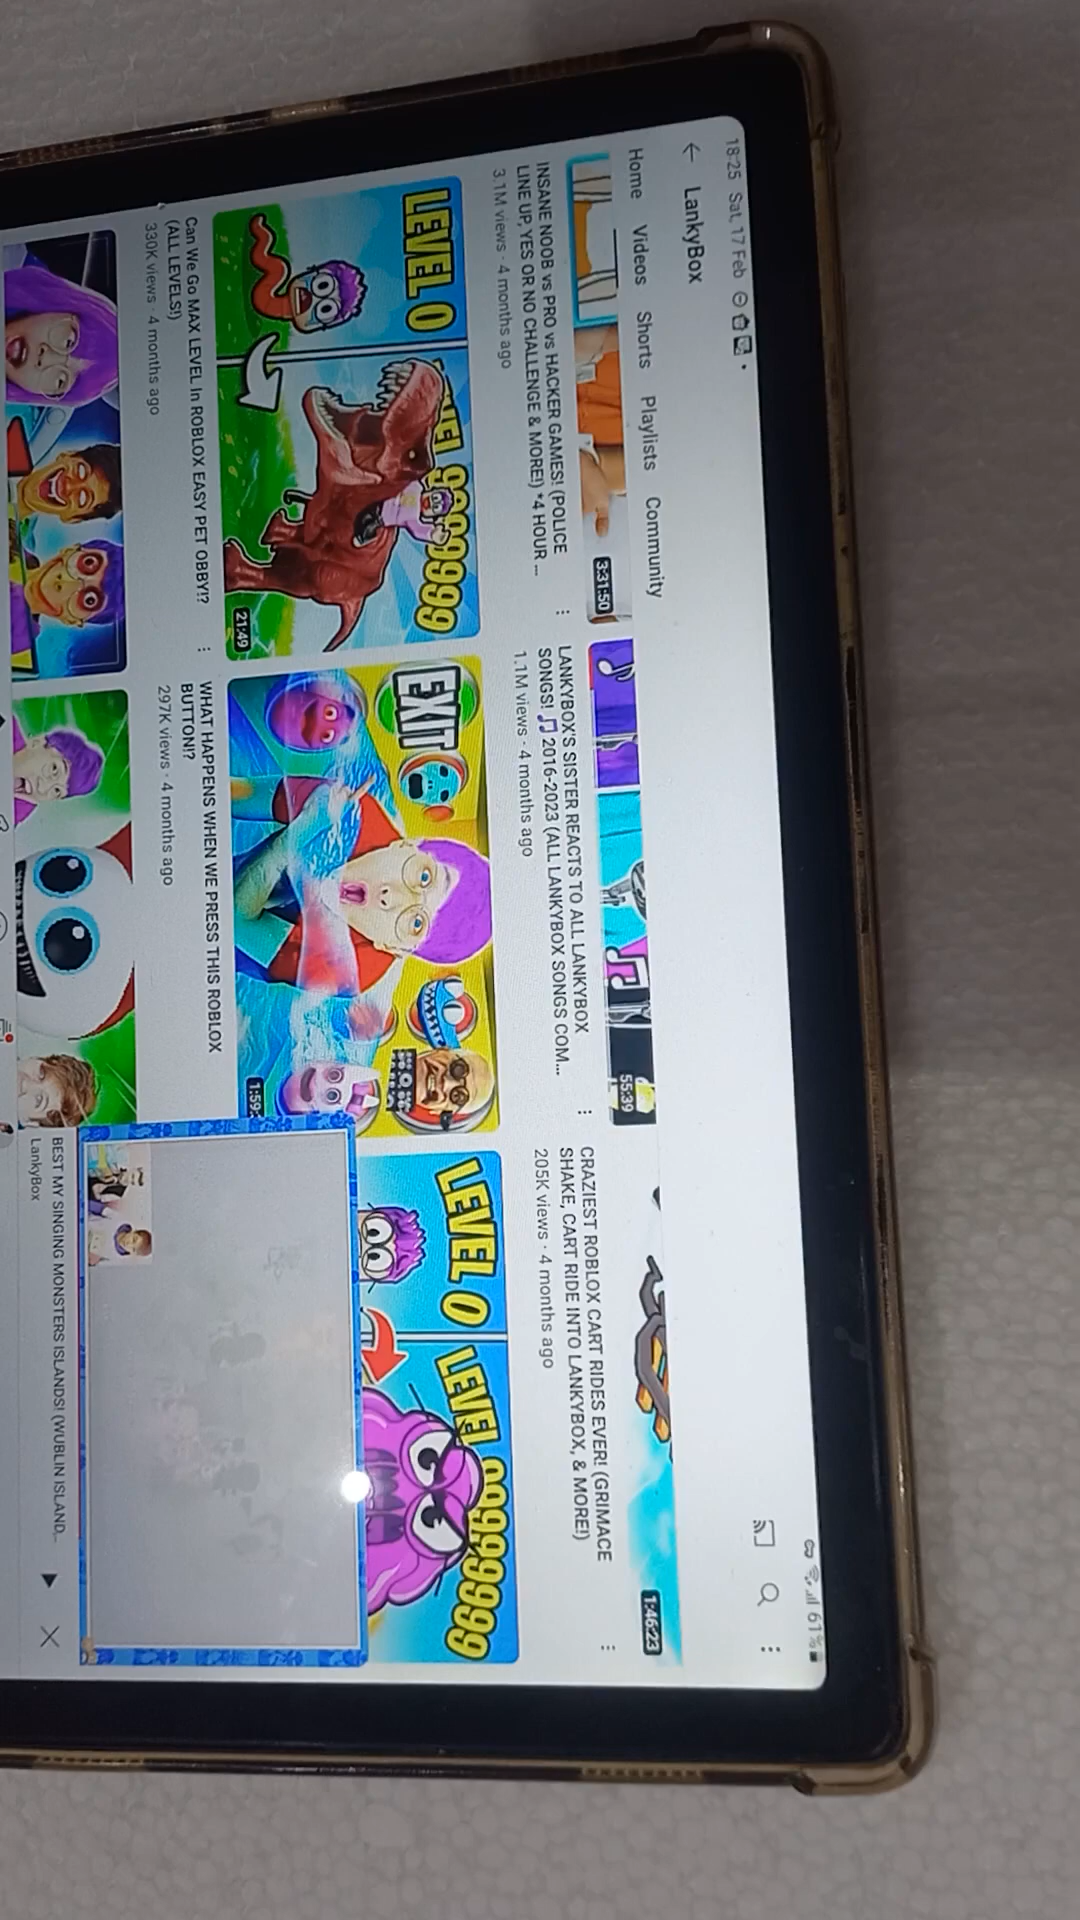 18:25 Sat, 17 Feb
61%
LankyBox
Home Videos Shorts Playlists Community
3:31:50
55:39
1:46:23
INSANE NOOB vs PRO vs HACKER GAMES! (POLICE
LINE UP, YES OR NO CHALLENGE & MORE!) *4 HOUR ...
3.1M views · 4 months ago
LANKYBOX'S SISTER REACTS TO ALL LANKYBOX
SONGS! 🎵 2016-2023 (ALL LANKYBOX SONGS COM...
1.1M views · 4 months ago
CRAZIEST ROBLOX CART RIDES EVER! (GRIMACE
SHAKE, CART RIDE INTO LANKYBOX, & MORE!)
205K views · 4 months ago
LEVEL 0
21:49
EXIT
LEVEL 0
LEVEL
Can We Go MAX LEVEL In ROBLOX EASY PET OBBY!?
(ALL LEVELS!)
330K views · 4 months ago
WHAT HAPPENS WHEN WE PRESS THIS ROBLOX
BUTTON!?
297K views · 4 months ago
BEST MY SINGING MONSTERS ISLANDS! (WUBLIN ISLAND...
LankyBox